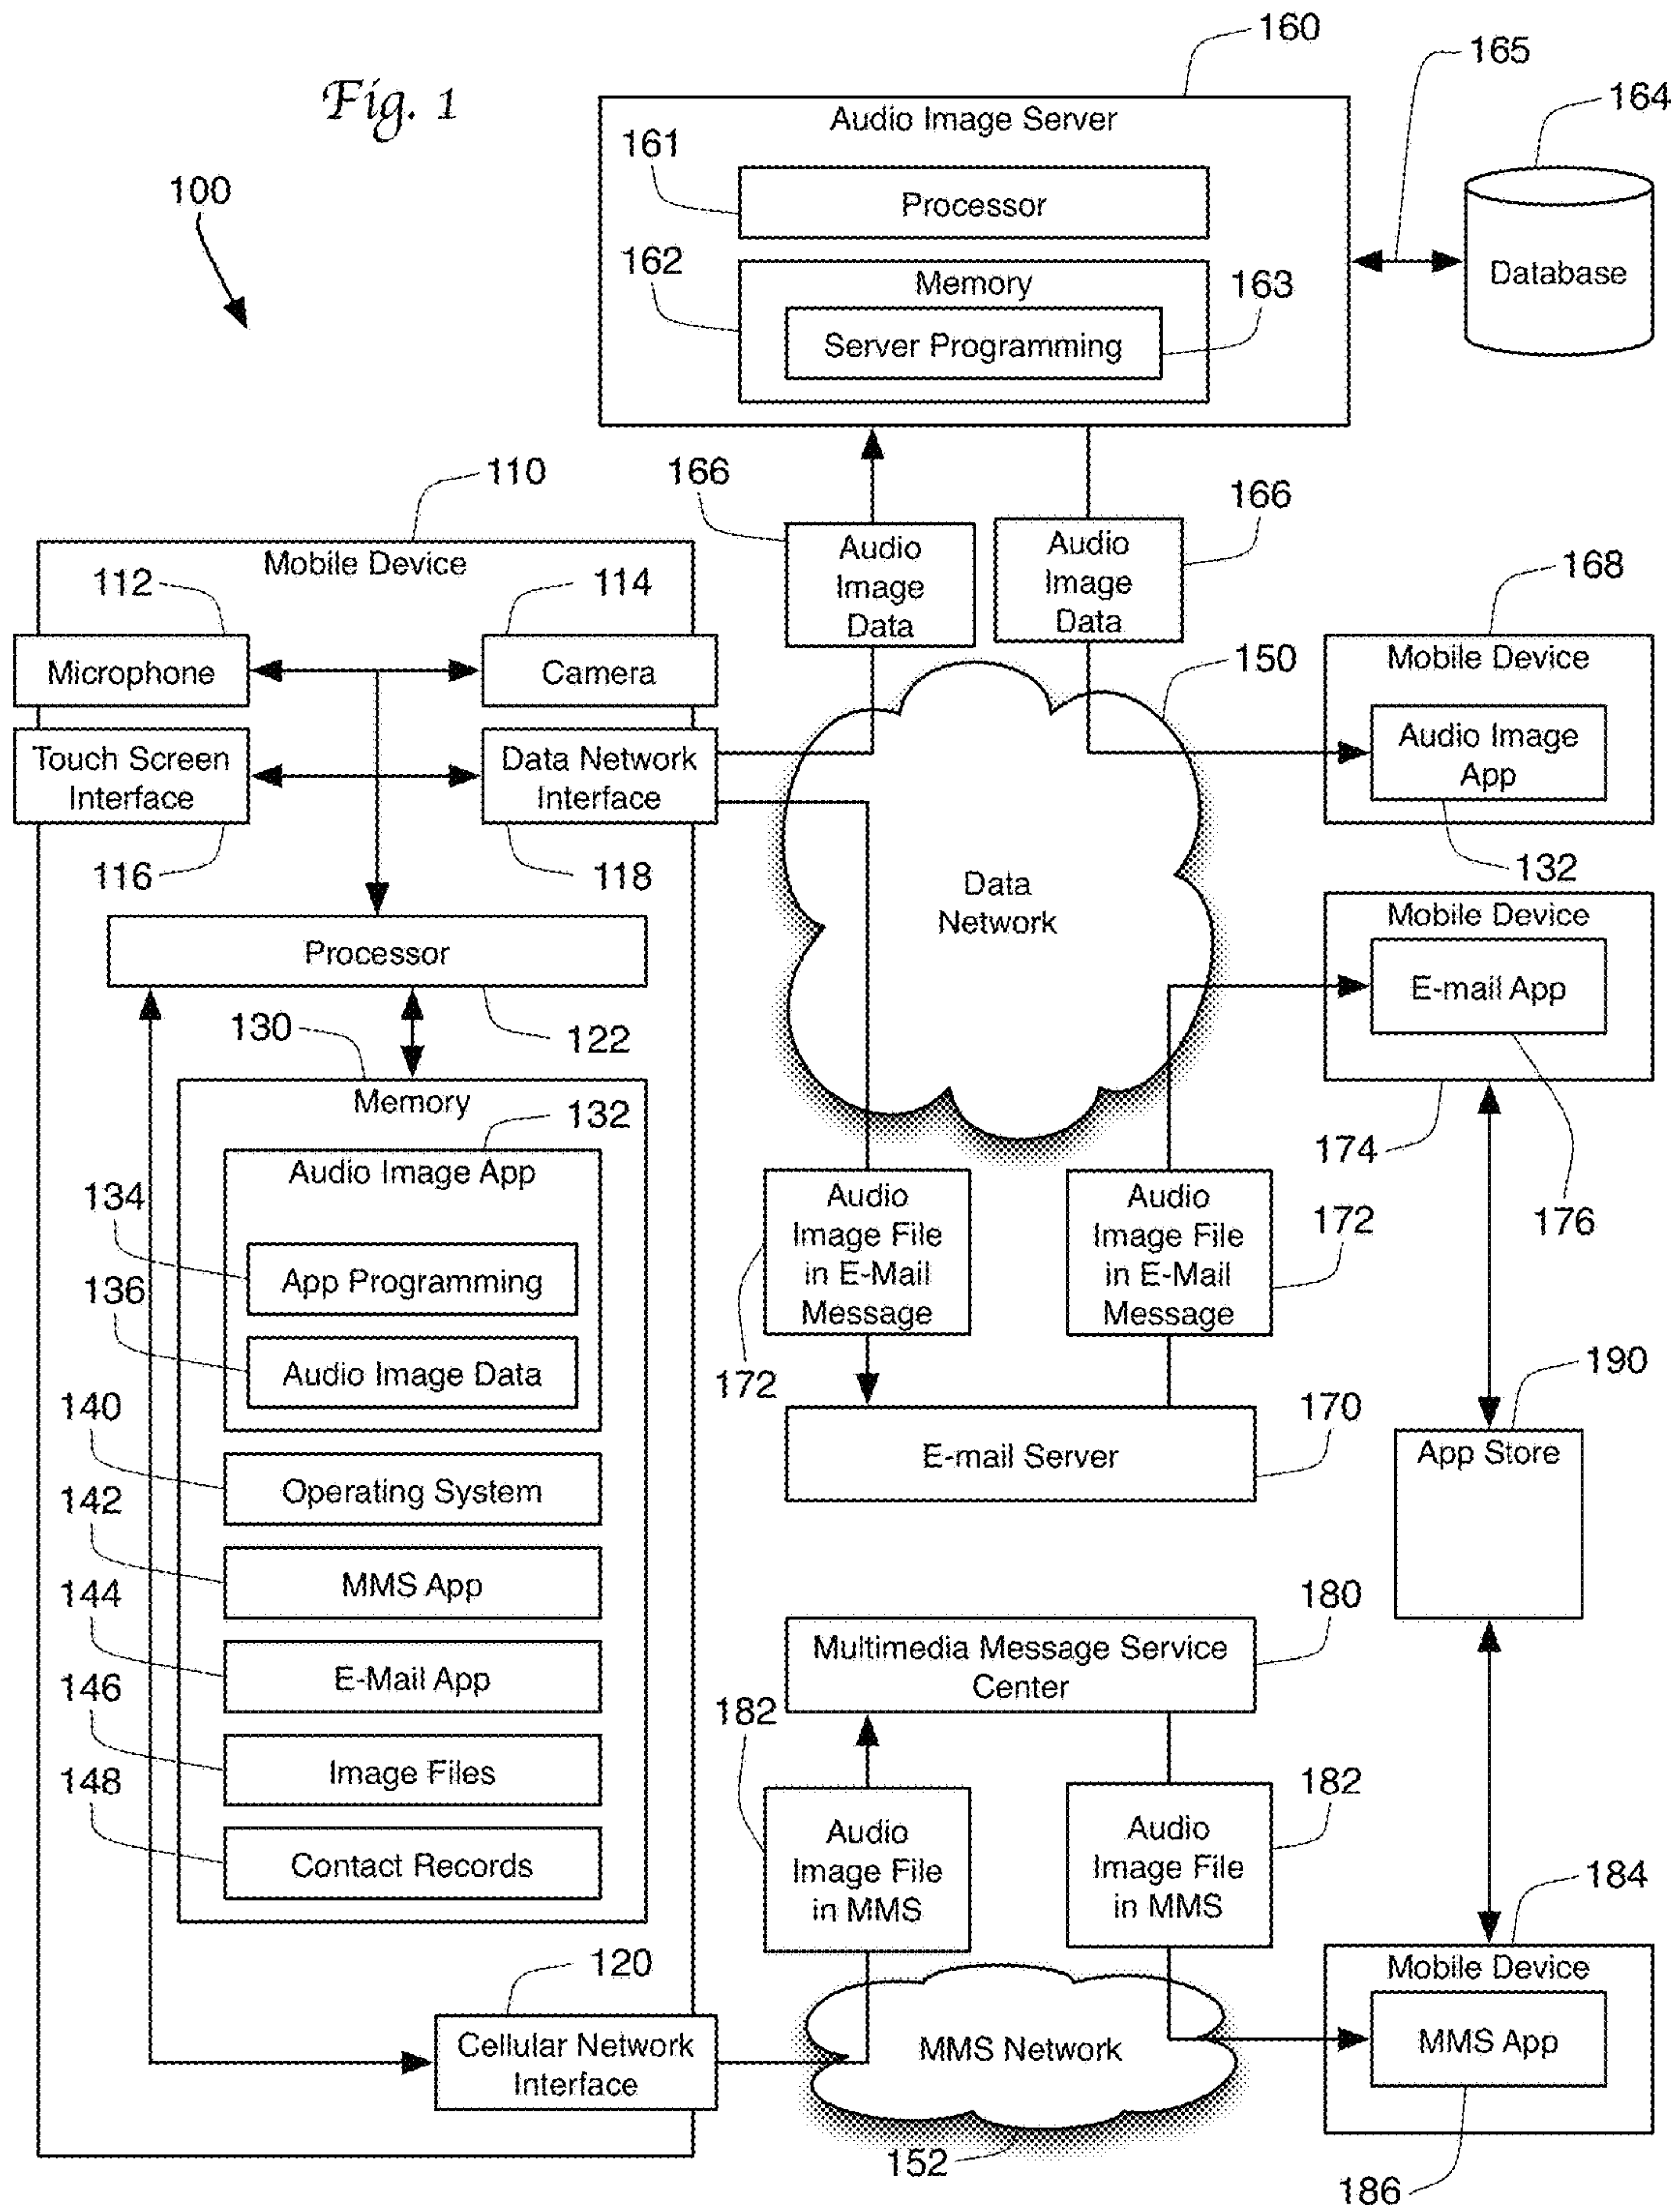 Fig. 1
100
160
165
164
Audio Image Server
161
Processor
162
Memory
163
Server Programming
Database
110
Mobile Device
112
114
Microphone
Camera
Touch Screen
Interface
Data Network
Interface
116
118
Processor
130
122
Memory
132
Audio Image App
134
App Programming
136
Audio Image Data
140
Operating System
142
MMS App
144
E-Mail App
146
Image Files
148
Contact Records
120
Cellular Network
Interface
166
Audio
Image
Data
166
Audio
Image
Data
150
Data
Network
168
Mobile Device
Audio Image
App
132
Mobile Device
E-mail App
174
176
Audio
Image File
in E-Mail
Message
172
Audio
Image File
in E-Mail
Message
172
170
E-mail Server
190
App Store
180
Multimedia Message Service
Center
182
Audio
Image File
in MMS
182
Audio
Image File
in MMS
MMS Network
152
184
Mobile Device
MMS App
186